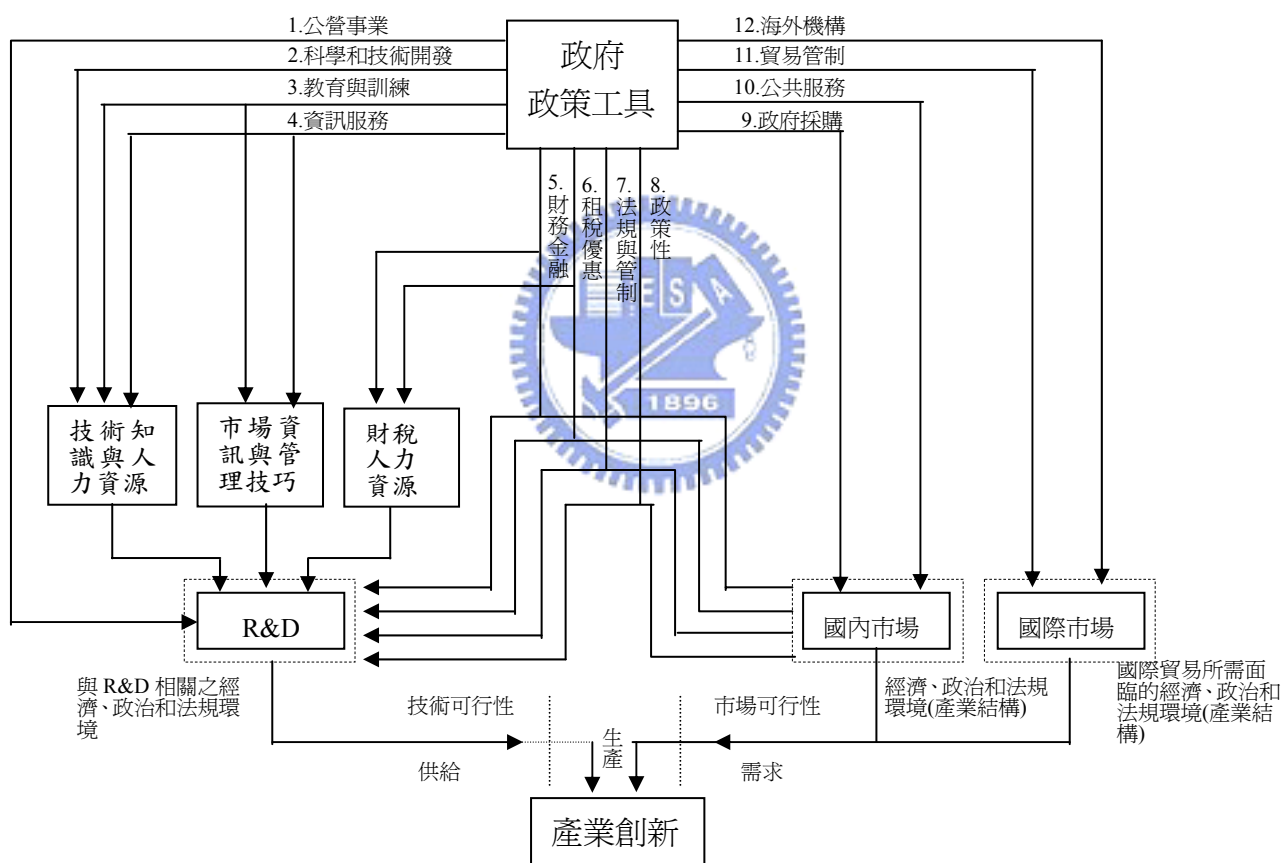 1.公營事業
2.科學和技術開發
3.教育與訓練
4.資訊服務
政府
政策工具
12.海外機構
11.貿易管制
10.公共服務
9.政府採購
5.財務金融
6.租稅優惠
7.法規與管制
8.政策性
E S A
1896
技術知
識與人
力資源
市場資
訊與管
理技巧
財稅
人力
資源
R&D
國內市場
國際市場
與 R&D 相關之經
濟、政治和法規環
境
技術可行性
市場可行性
經濟、政治和法規
環境(產業結構)
國際貿易所需面
臨的經濟、政治和
法規環境(產業結
構)
生產
供給
需求
產業創新